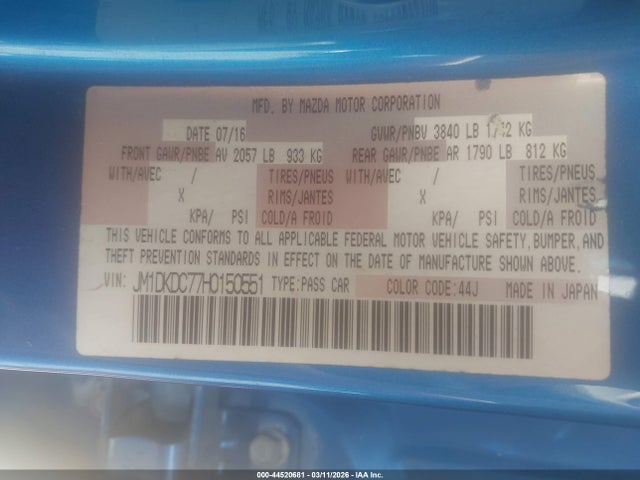 MFD. BY MAZDA MOTOR CORPORATION
DATE 07/16 GVWR/PNBV 3840 LB KG
FRONT GAWR/PNBE AV 2057 LB 933 KG REAR GAWR/PNBE AR 1790 LB 812 KG
WITH/AVEC / TIRES/PNEUS WITH/AVEC / TIRES/PNEUS
X RIMS/JANTES X RIMS/JANTES
KPA/ PSI COLD/A FROID KPA/ PSI COLD/A FROID
THIS VEHICLE CONFORMS TO ALL APPLICABLE FEDERAL MOTOR VEHICLE SAFETY, BUMPER, AND
THEFT PREVENTION STANDARDS IN EFFECT ON THE DATE OF MANUFACTURE SHOWN ABOVE.
VIN: JM1DKDC77H0150551 TYPE:PASS CAR COLOR CODE:44J MADE IN JAPAN
000-44520681 - 03/11/2026 - © Copyright IAA, Inc.